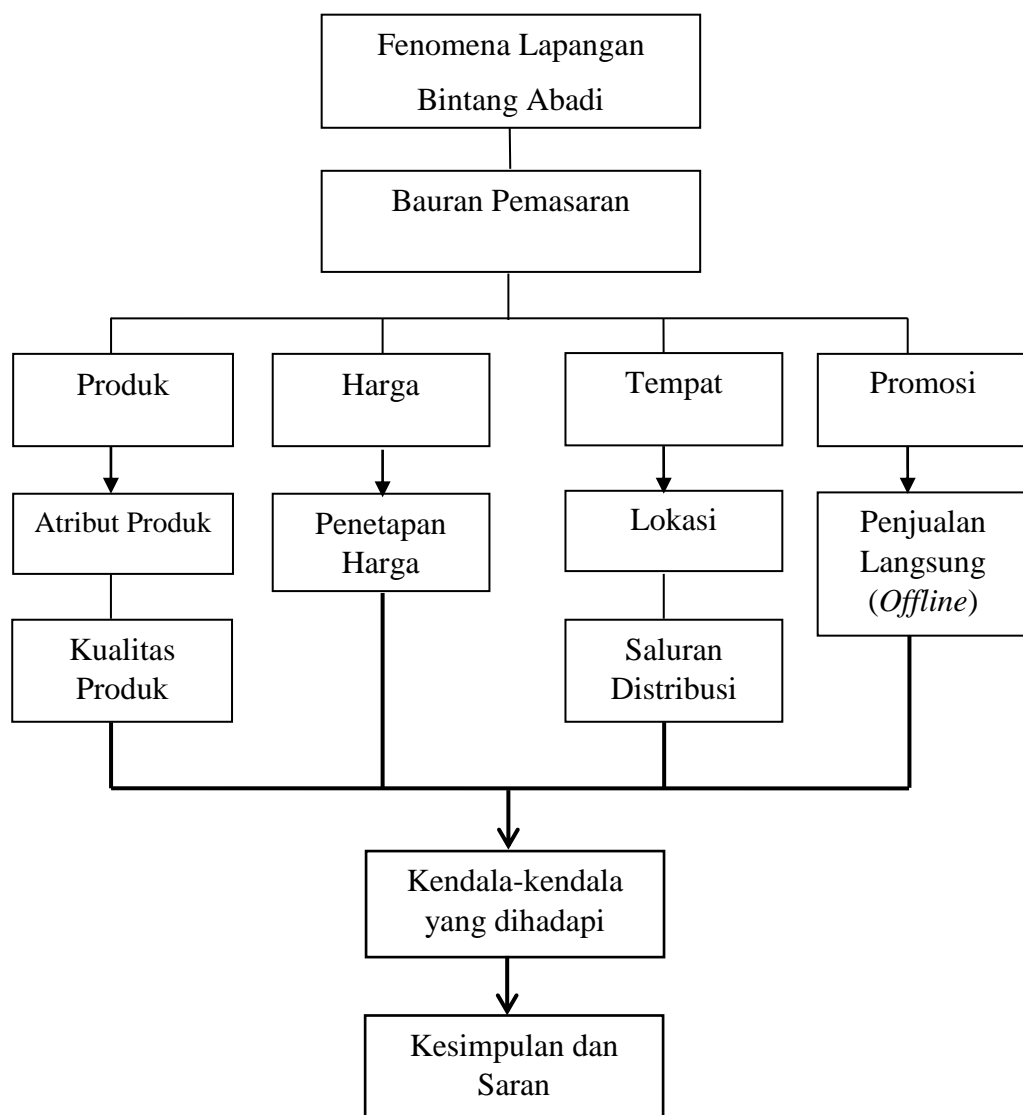 Fenomena Lapangan
Bintang Abadi
Bauran Pemasaran
Produk
Harga
Tempat
Promosi
Atribut Produk
Penetapan
Harga
Lokasi
Penjualan
Langsung
(Offline)
Kualitas
Produk
Saluran
Distribusi
Kendala-kendala
yang dihadapi
Kesimpulan dan
Saran